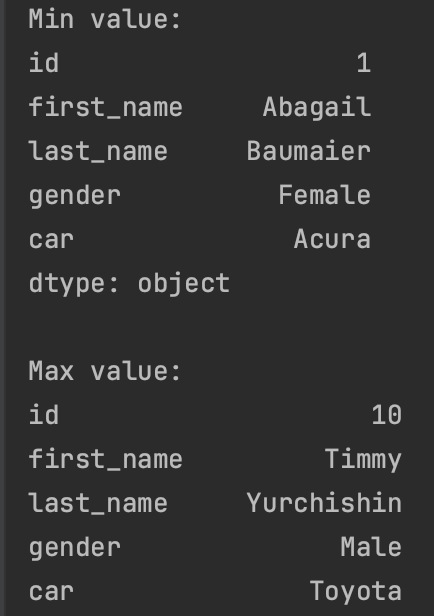 Min value:
id 1
first_name Abagail
last_name Baumaier
gender Female
car Acura
dtype: object
Max value:
id 10
first_name Timmy
last_name Yurchishin
gender Male
car Toyota